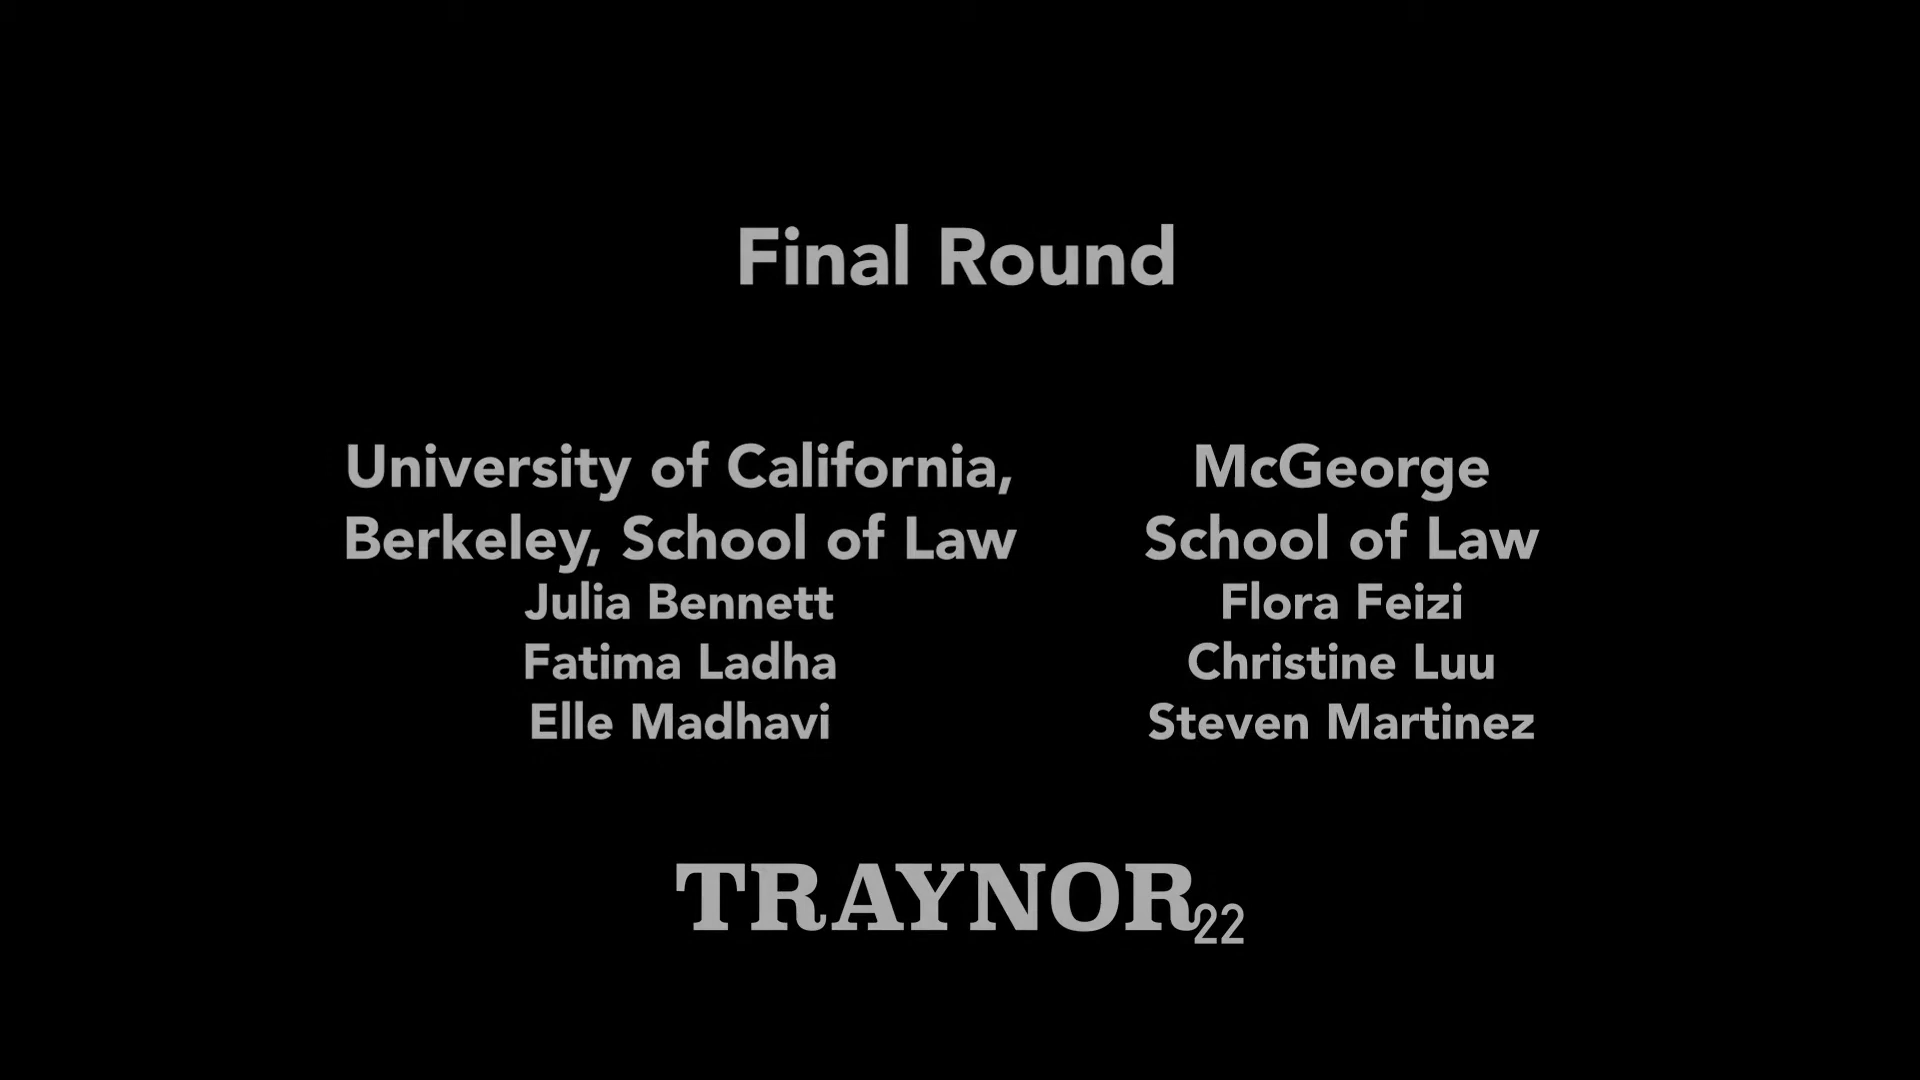 Final Round
University of California,
Berkeley, School of Law
Julia Bennett
Fatima Ladha
Elle Madhavi
McGeorge
School of Law
Flora Feizi
Christine Luu
Steven Martinez
TRAYNOR22